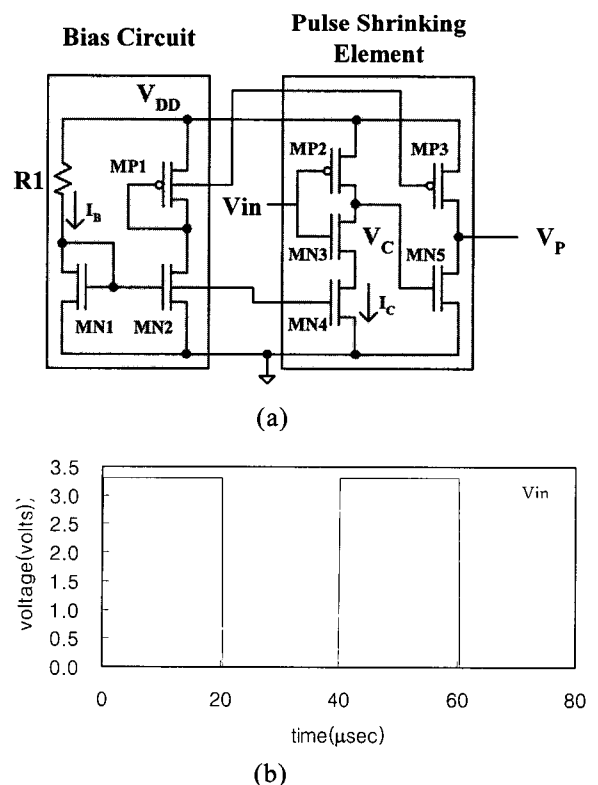 Bias Circuit
Pulse Shrinking
Element
V_DD
MP1
MP2
MP3
R1
I_B
Vin
V_C
V_P
MN3
MN5
MN1
MN2
MN4
I_C
(a)
3.5
3.0
2.5
2.0
1.5
1.0
0.5
0.0
voltage(volts);
Vin
0
20
40
60
80
time(μsec)
(b)